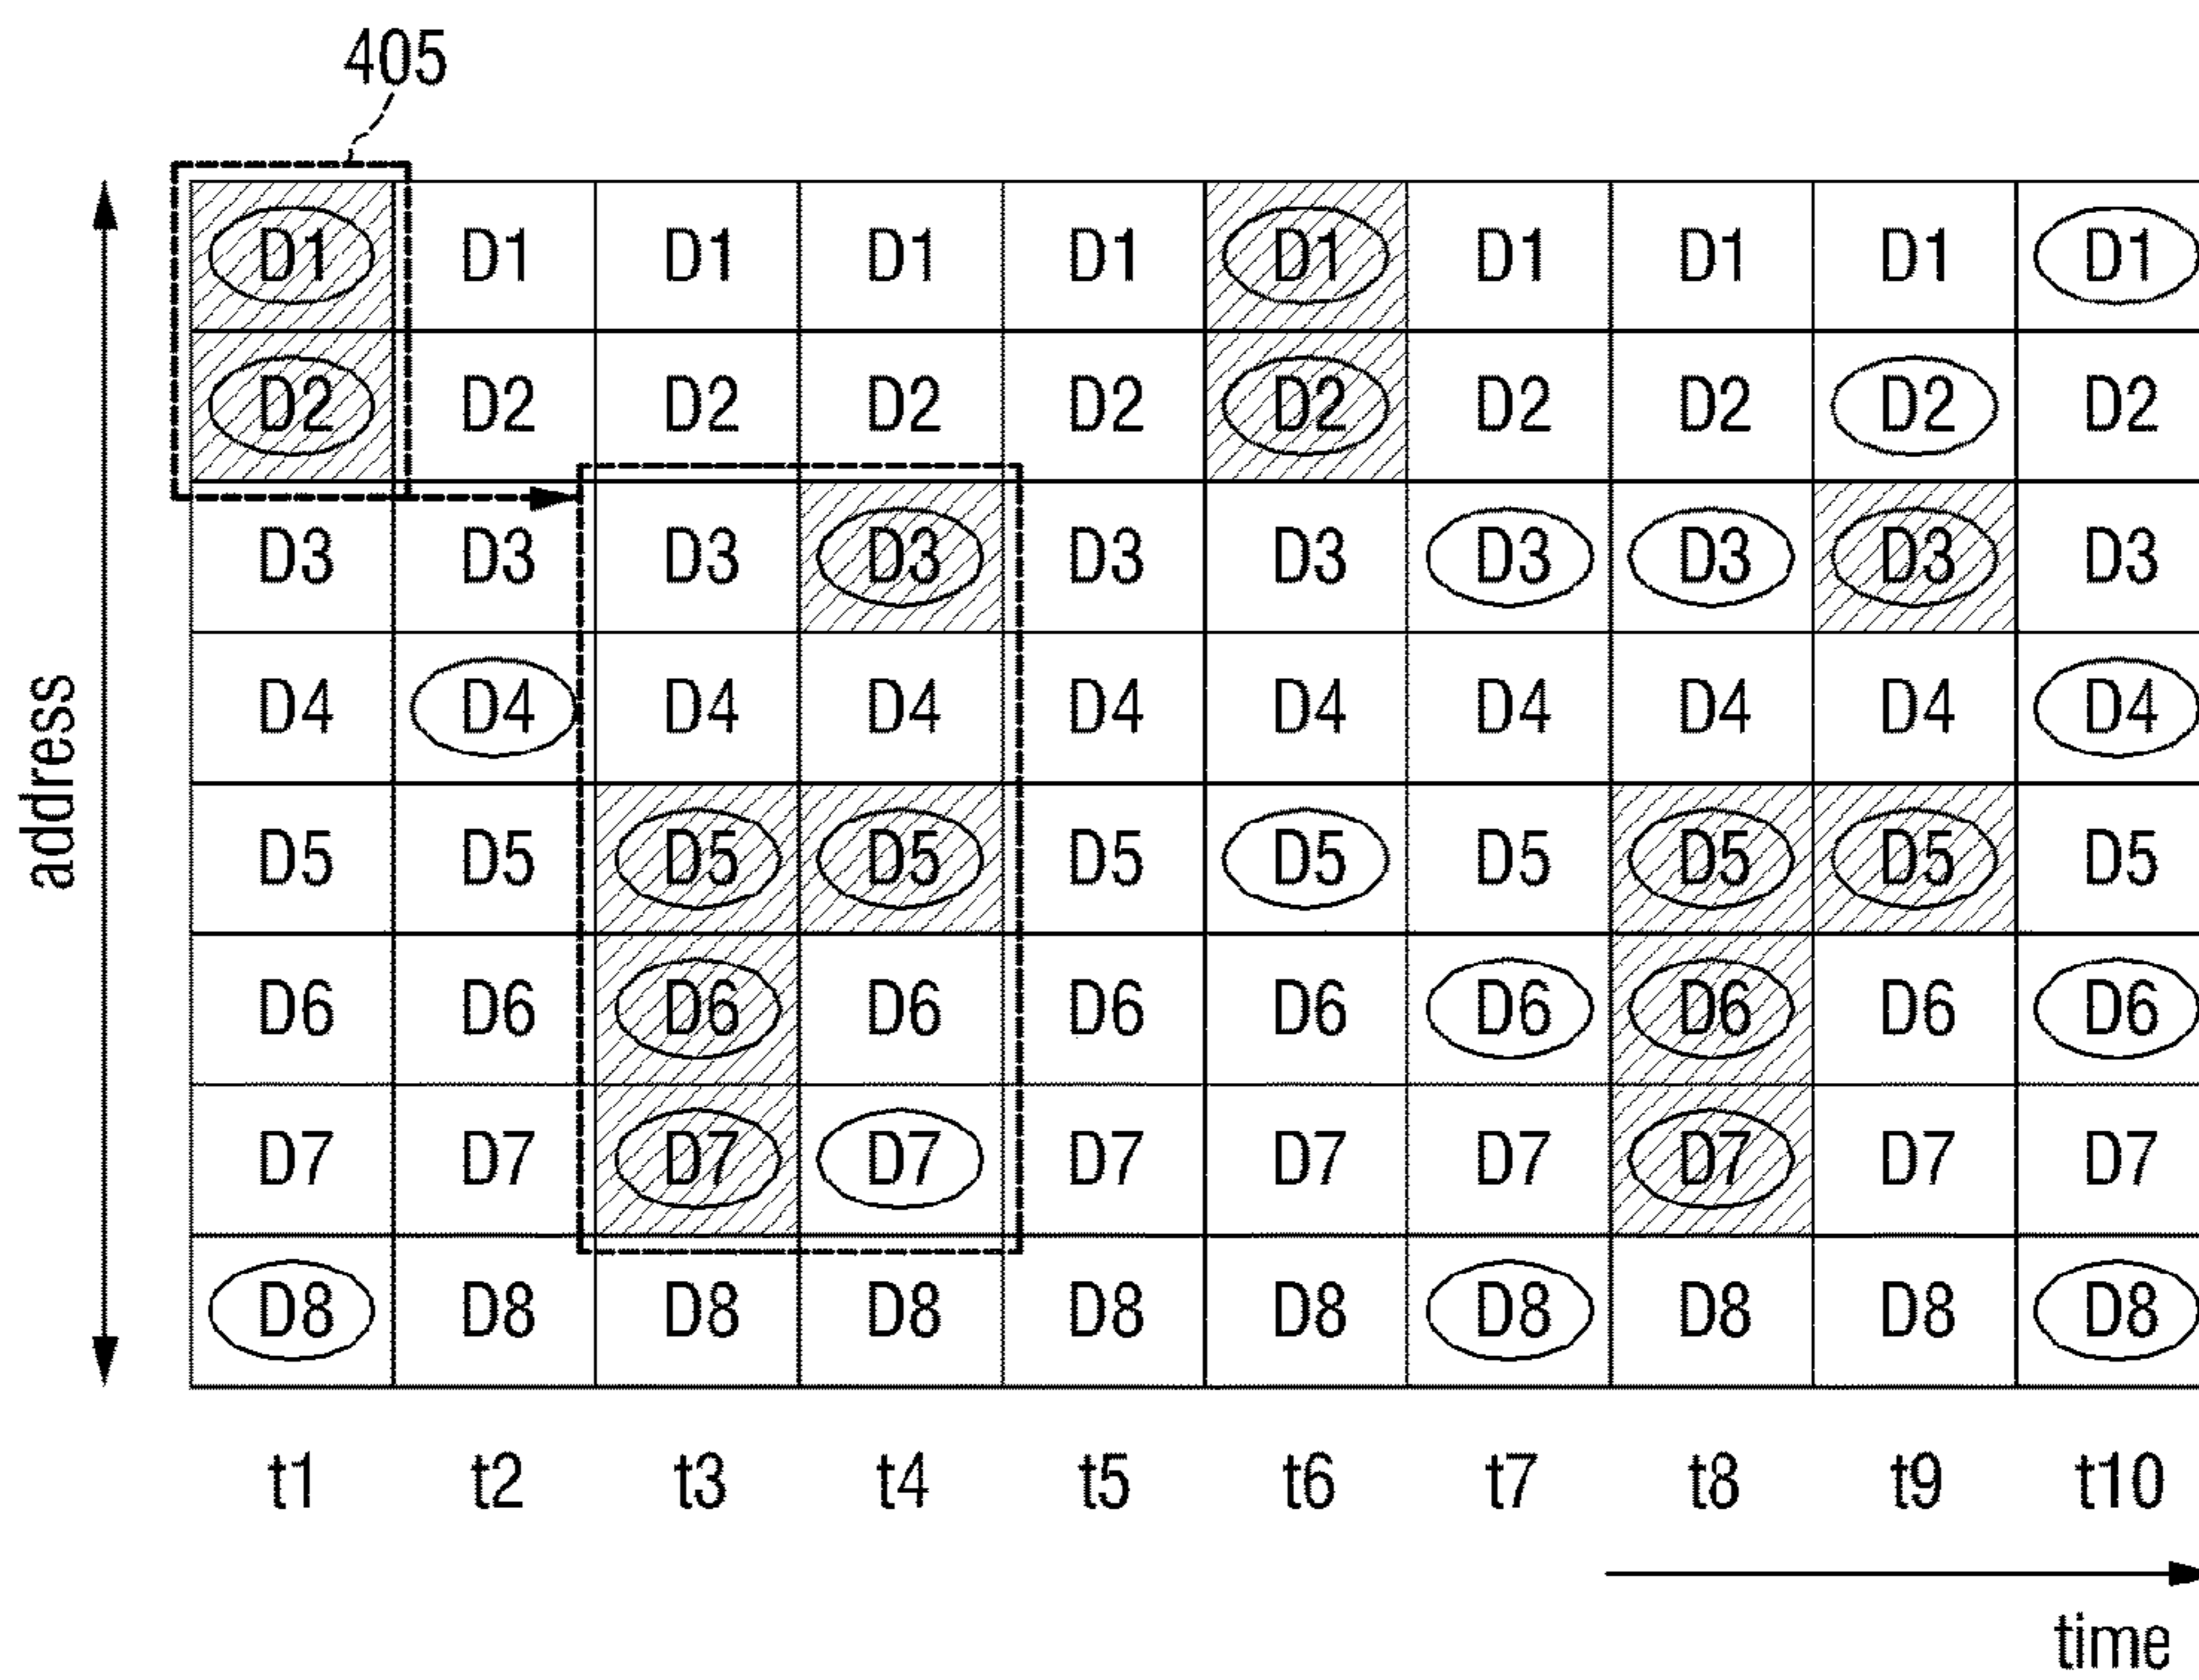 405
D1 D1 D1 D1 D1 D1 D1 D1 D1 D1
D2 D2 D2 D2 D2 D2 D2 D2 D2 D2
D3 D3 D3 D3 D3 D3 D3 D3 D3 D3
D4 D4 D4 D4 D4 D4 D4 D4 D4 D4
D5 D5 D5 D5 D5 D5 D5 D5 D5 D5
D6 D6 D6 D6 D6 D6 D6 D6 D6 D6
D7 D7 D7 D7 D7 D7 D7 D7 D7 D7
D8 D8 D8 D8 D8 D8 D8 D8 D8 D8
address
t1 t2 t3 t4 t5 t6 t7 t8 t9 t10
time